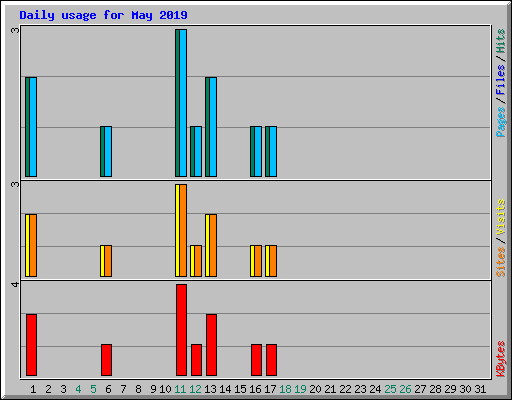 Daily usage for May 2019
3
Pages / Files / Hits
3
Sites / Visits
4
KBytes
1 2 3 4 5 6 7 8 9 10 11 12 13 14 15 16 17 18 19 20 21 22 23 24 25 26 27 28 29 30 31